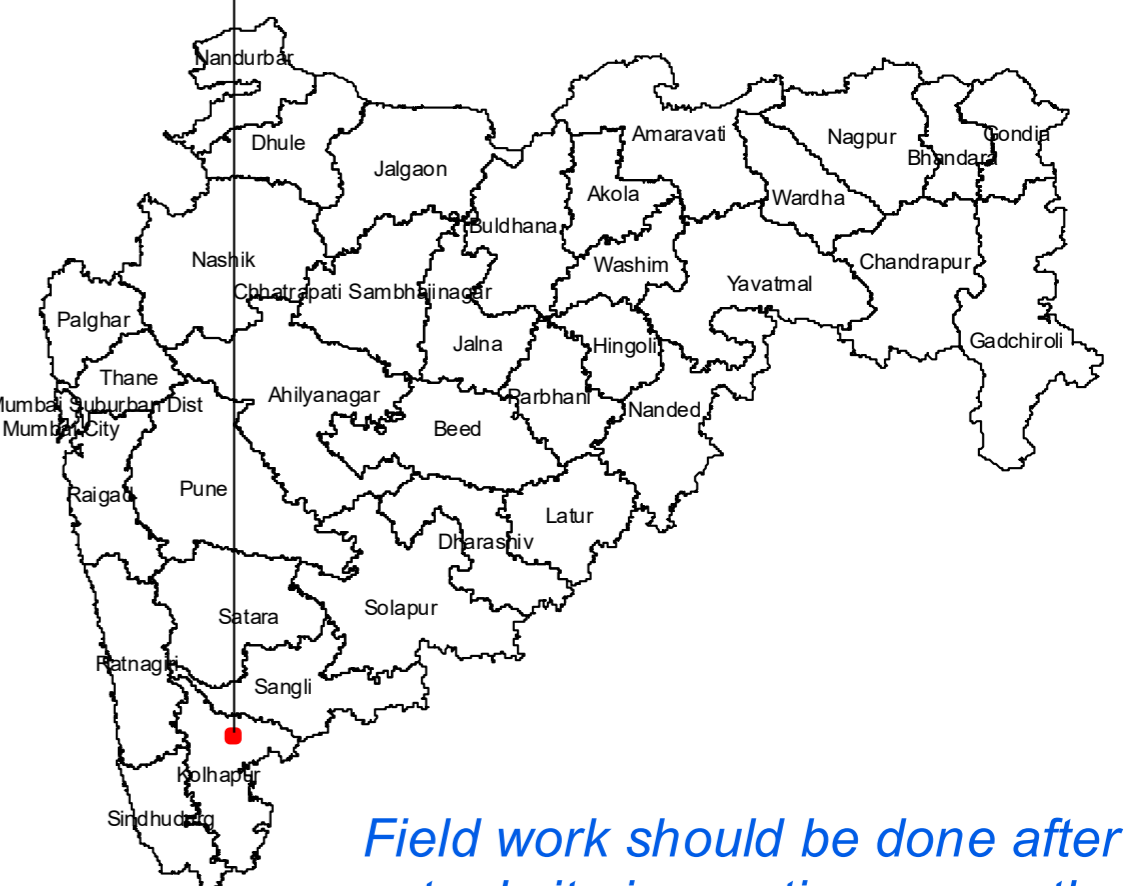 Nandurbar
Dhule
Jalgaon
Amaravati
Nagpur
Gondia
Bhandara
Akola
Wardha
Buldhana
Nashik
Washim
Chandrapur
Yavatmal
Chhatrapati Sambhajinagar
Palghar
Jalna
Hingoli
Gadchiroli
Thane
Ahilyanagar
Parbhani
Mumbai Suburban Dist
Nanded
Mumbai City
Beed
Raigad
Pune
Latur
Dharashiv
Satara
Solapur
Ratnagiri
Sangli
Kolhapur
Sindhudurg
Field work should be done after